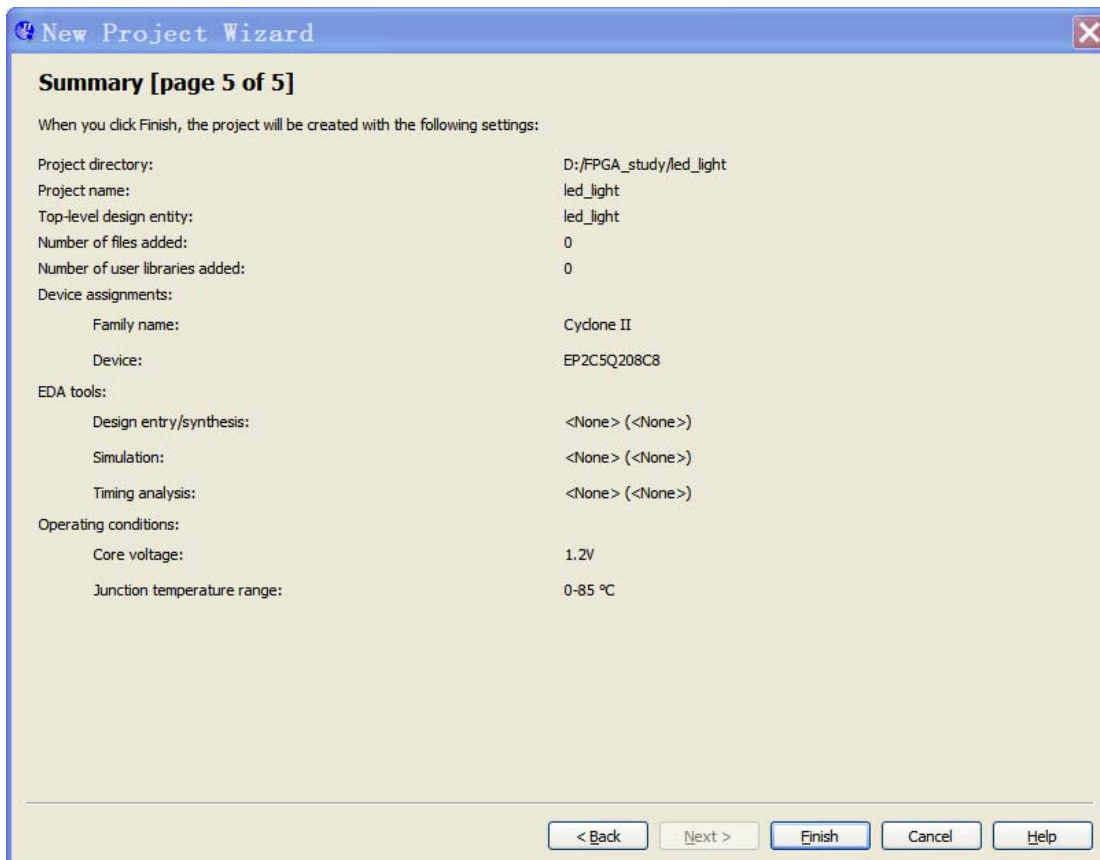 New Project Wizard
Summary [page 5 of 5]
When you click Finish, the project will be created with the following settings:
Project directory: D:/FPGA_study/led_light
Project name: led_light
Top-level design entity: led_light
Number of files added: 0
Number of user libraries added: 0
Device assignments:
Family name: Cyclone II
Device: EP2C5Q208C8
EDA tools:
Design entry/synthesis: <None> (<None>)
Simulation: <None> (<None>)
Timing analysis: <None> (<None>)
Operating conditions:
Core voltage: 1.2V
Junction temperature range: 0-85 ºC
< Back Next > Finish Cancel Help